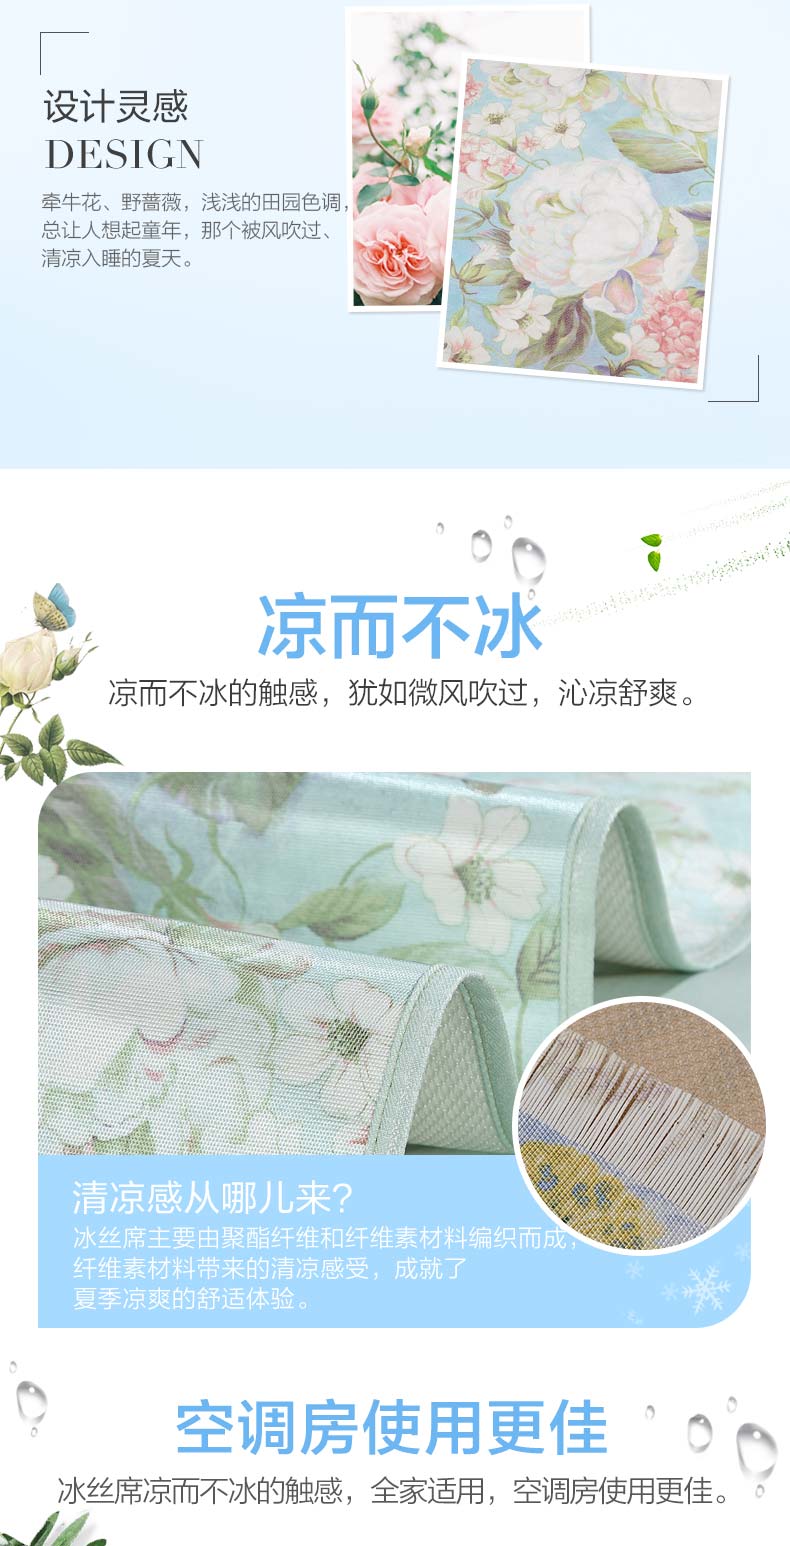 设计灵感
DESIGN
牵牛花、野蔷薇，浅浅的田园色调，
总让人想起童年，那个被风吹过、
清凉入睡的夏天。
凉而不冰
凉而不冰的触感，犹如微风吹过，沁凉舒爽。
清凉感从哪儿来？
冰丝席主要由聚酯纤维和纤维素材料编织而成，
纤维素材料带来的清凉感受，成就了
夏季凉爽的舒适体验。
空调房使用更佳
冰丝席凉而不冰的触感，全家适用，空调房使用更佳。